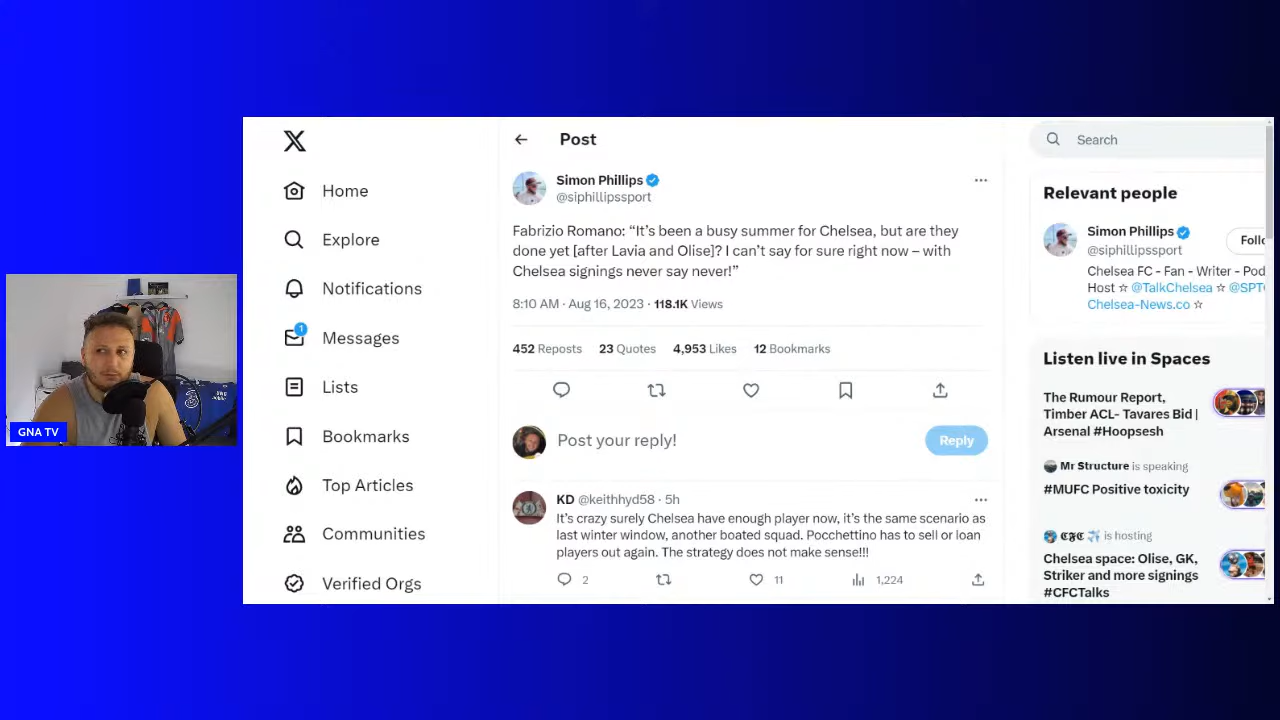 Post
Search
Simon Phillips
@siphillipssport
Fabrizio Romano: “It’s been a busy summer for Chelsea, but are they
done yet [after Lavia and Olise]? I can’t say for sure right now – with
Chelsea signings never say never!”
8:10 AM · Aug 16, 2023 · 118.1K Views
452 Reposts 23 Quotes 4,953 Likes 12 Bookmarks
Post your reply!
Reply
KD @keithhyd58 · 5h
It’s crazy surely Chelsea have enough player now, it’s the same scenario as
last winter window, another boated squad. Pocchettino has to sell or loan
players out again. The strategy does not make sense!!!
2 11 1,224
Home
Explore
Notifications
1
Messages
Lists
Bookmarks
Top Articles
Communities
Verified Orgs
Relevant people
Simon Phillips
@siphillipssport
Follo
Chelsea FC - Fan - Writer - Pod
Host ☆ @TalkChelsea ☆ @SPTC
Chelsea-News.co ☆
Listen live in Spaces
The Rumour Report,
Timber ACL- Tavares Bid |
Arsenal #Hoopsesh
Mr Structure is speaking
#MUFC Positive toxicity
CFC ✈️ is hosting
Chelsea space: Olise, GK,
Striker and more signings
#CFCTalks
GNA TV
3